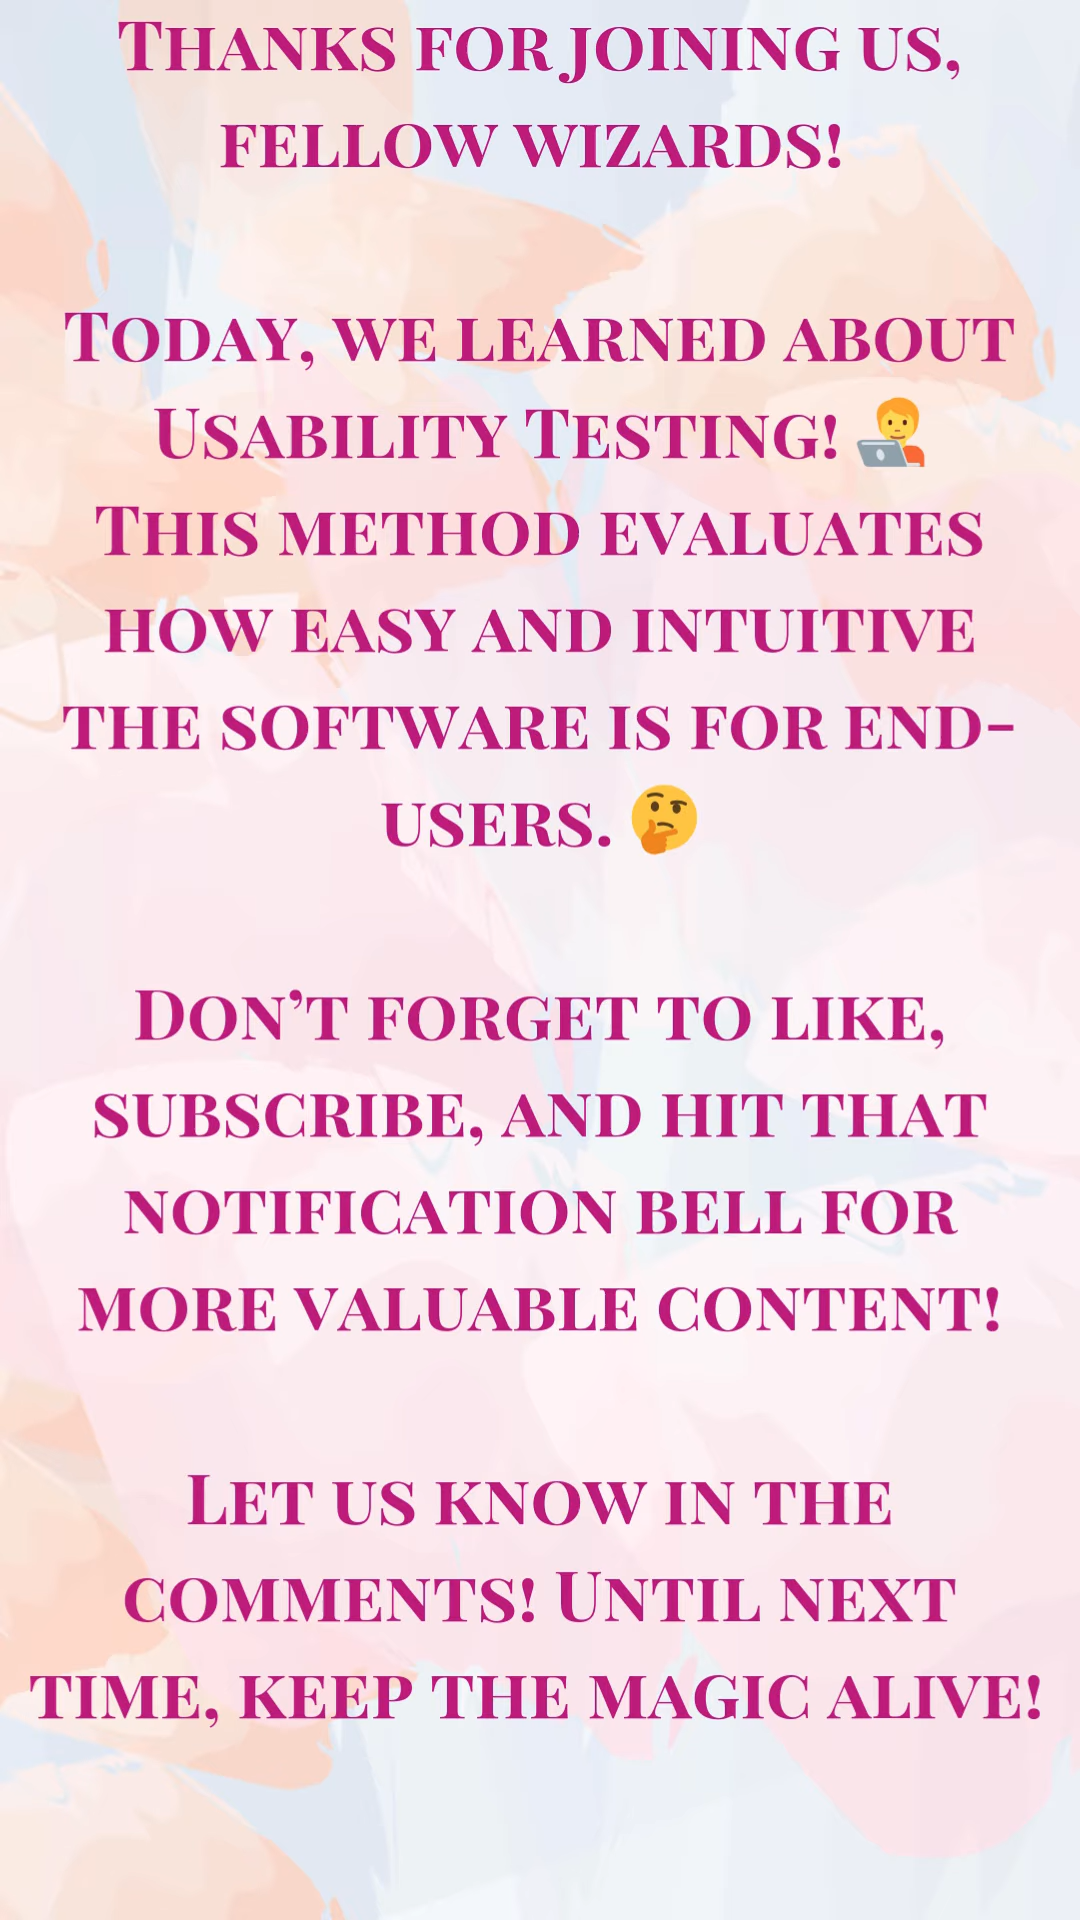 Thanks for joining us,
fellow wizards!
Today, we learned about
Usability Testing! 🧑‍💻
This method evaluates
how easy and intuitive
the software is for end-
users. 🤔
Don’t forget to like,
subscribe, and hit that
notification bell for
more valuable content!
Let us know in the
comments! Until next
time, keep the magic alive!